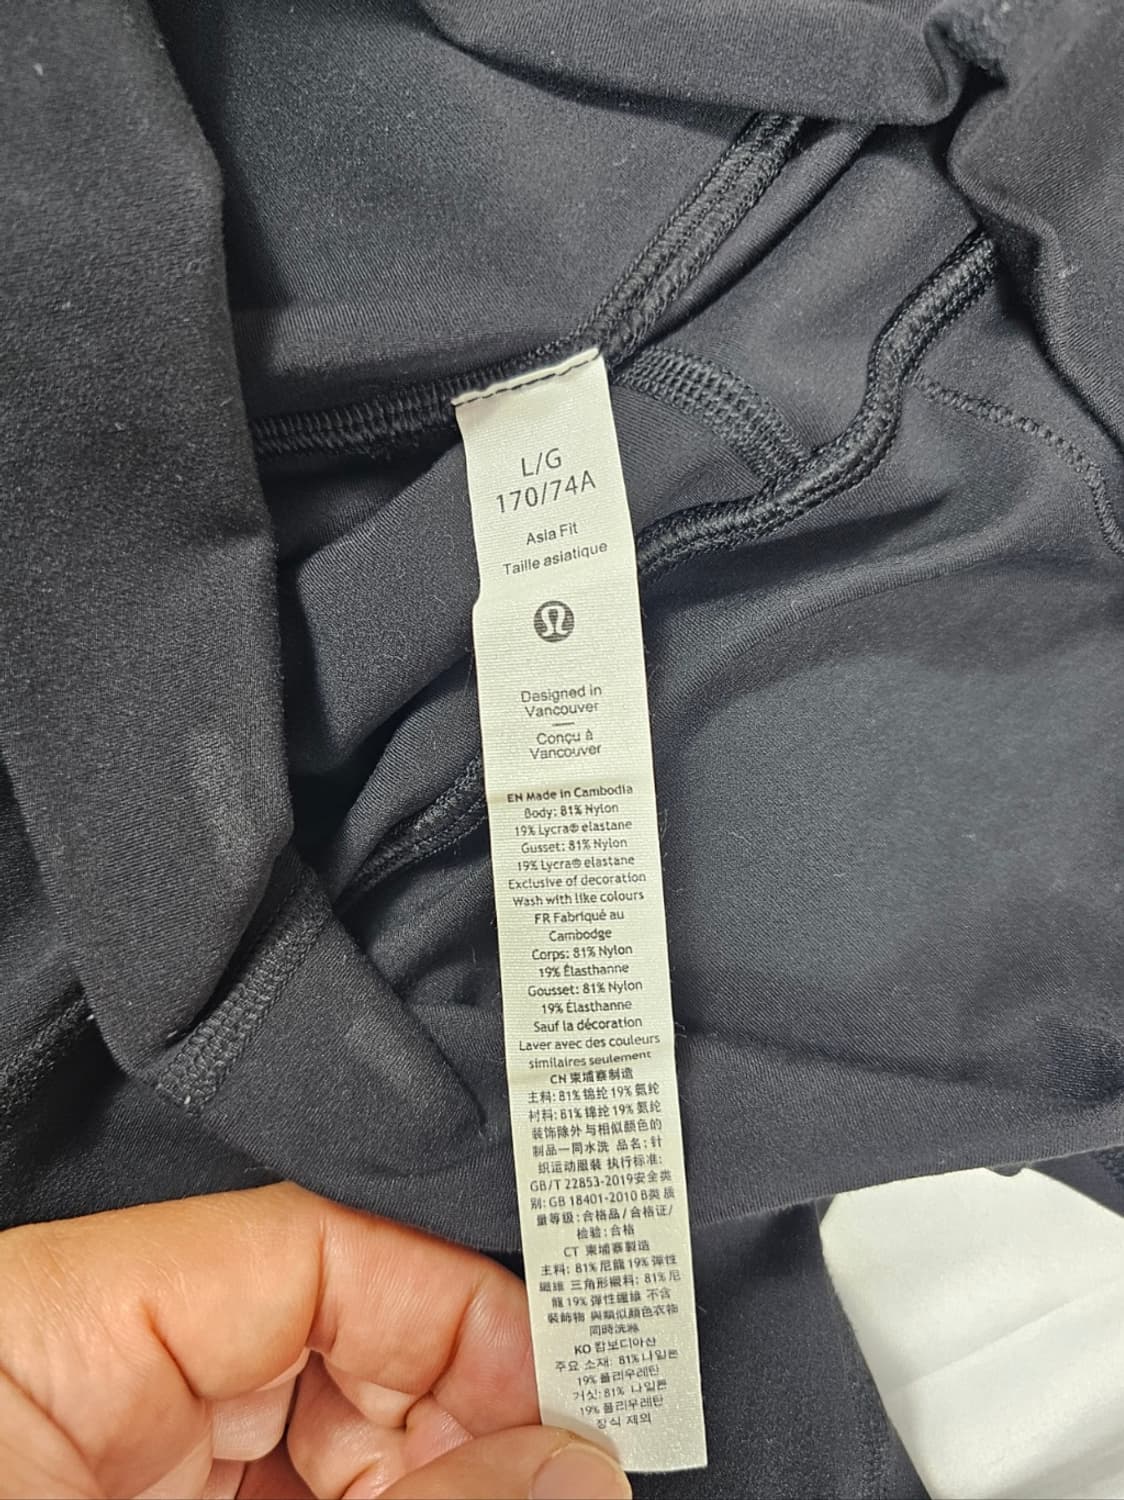 L/G
170/74A
Asia Fit
Taille asiatique
Designed in
Vancouver
Conçu à
Vancouver
EN Made in Cambodia
Body: 81% Nylon
19% Lycra® elastane
Gusset: 81% Nylon
19% Lycra® elastane
Exclusive of decoration
Wash with like colours
FR Fabriqué au
Cambodge
Corps: 81% Nylon
19% Élasthanne
Gousset: 81% Nylon
19% Élasthanne
Sauf la décoration
Laver avec des couleurs
similaires seulement
CN 柬埔寨制造
主料: 81% 锦纶 19% 氨纶
衬料: 81% 锦纶 19% 氨纶
装饰除外 与相似颜色的
制品一同水洗 品名: 针
织运动服装 执行标准:
GB/T 22853-2019安全类
别: GB 18401-2010 B类 质
量等级: 合格品 / 合格证/
检验: 合格
CT 柬埔寨製造
主料: 81% 尼龍 19% 彈性
纖維 三角形襯料: 81% 尼
龍 19% 彈性纖維 不含
裝飾物 與類似顏色衣物
同時洗滌
KO 캄보디아산
주요 소재: 81% 나일론
19% 폴리우레탄
거싯: 81% 나일론
19% 폴리우레탄
장식 제외